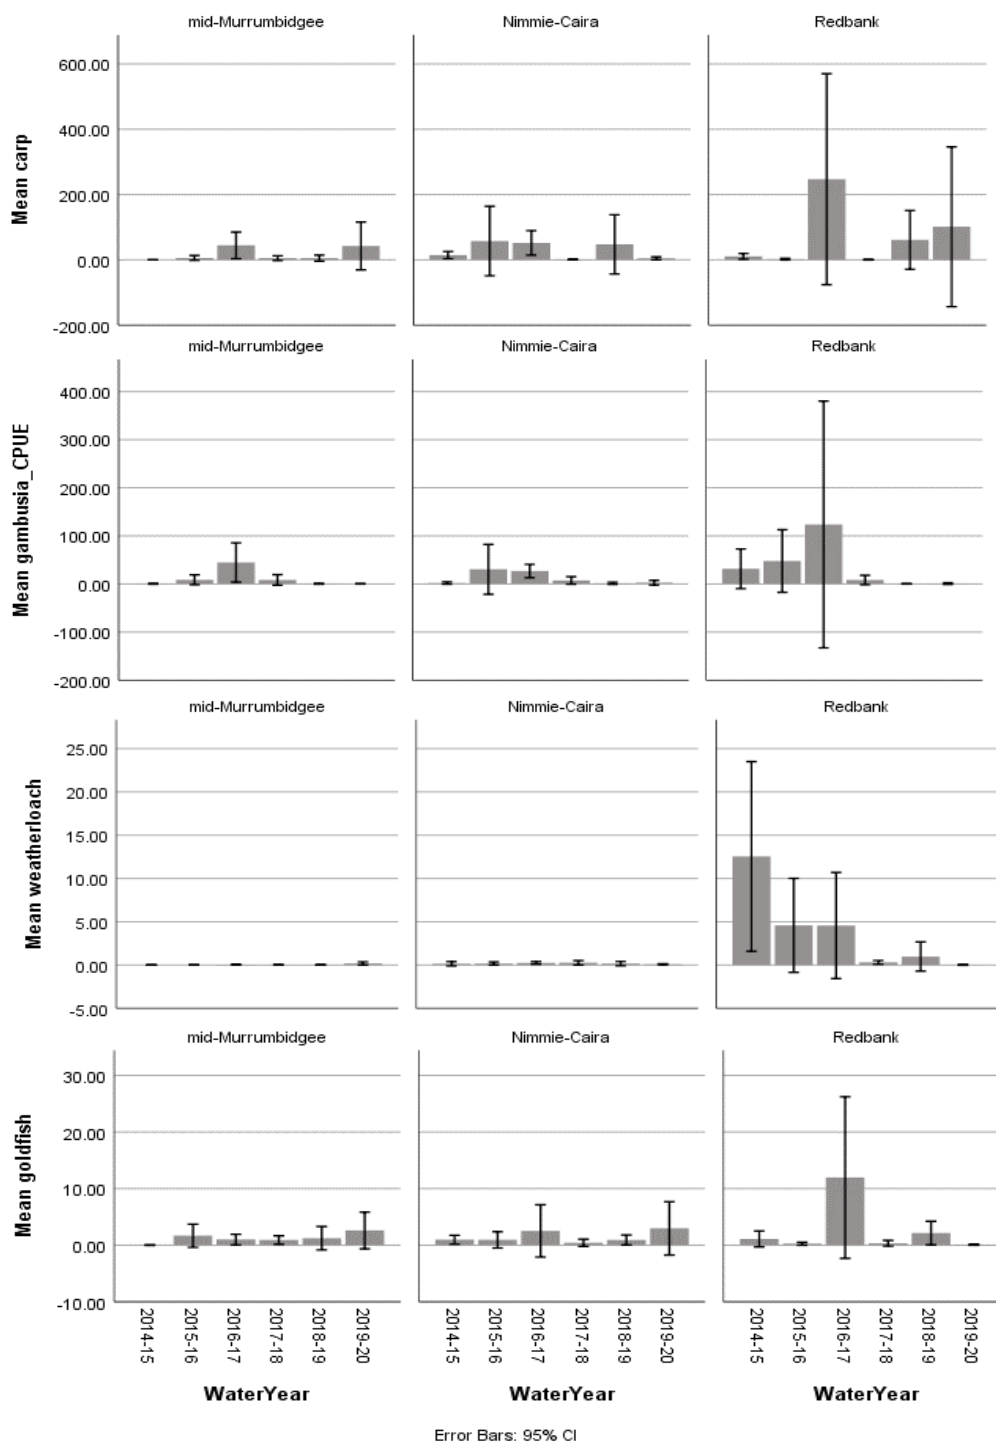 mid-Murrumbidgee Nimmie-Caira Redbank
Mean carp
600.00
400.00
200.00
0.00
-200.00
mid-Murrumbidgee Nimmie-Caira Redbank
Mean gambusia_CPUE
400.00
300.00
200.00
100.00
0.00
-100.00
-200.00
mid-Murrumbidgee Nimmie-Caira Redbank
Mean weatherloach
25.00
20.00
15.00
10.00
5.00
0.00
-5.00
mid-Murrumbidgee Nimmie-Caira Redbank
Mean goldfish
30.00
20.00
10.00
0.00
-10.00
2014-15 2015-16 2016-17 2017-18 2018-19 2019-20 2014-15 2015-16 2016-17 2017-18 2018-19 2019-20 2014-15 2015-16 2016-17 2017-18 2018-19 2019-20
WaterYear WaterYear WaterYear
Error Bars: 95% CI